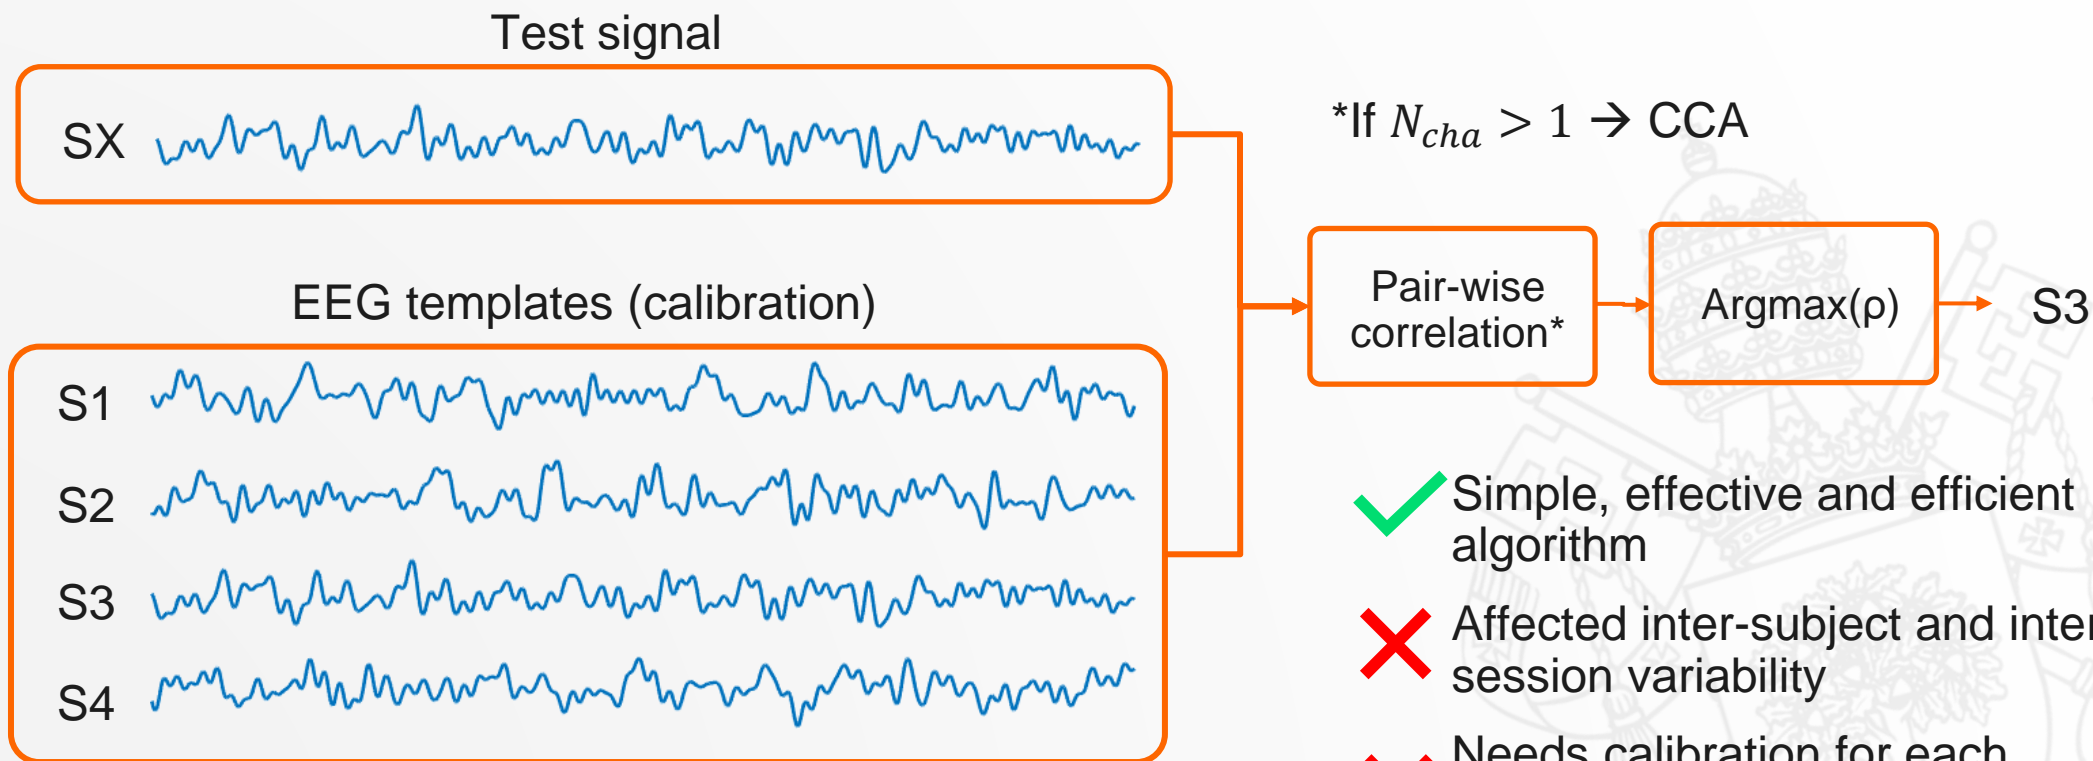 Test signal
SX
*If N_cha > 1 → CCA
EEG templates (calibration)
S1
S2
S3
S4
Pair-wise
correlation*
Argmax(ρ)
S3
Simple, effective and efficient
algorithm
Affected inter-subject and inter
session variability
Needs calibration for each